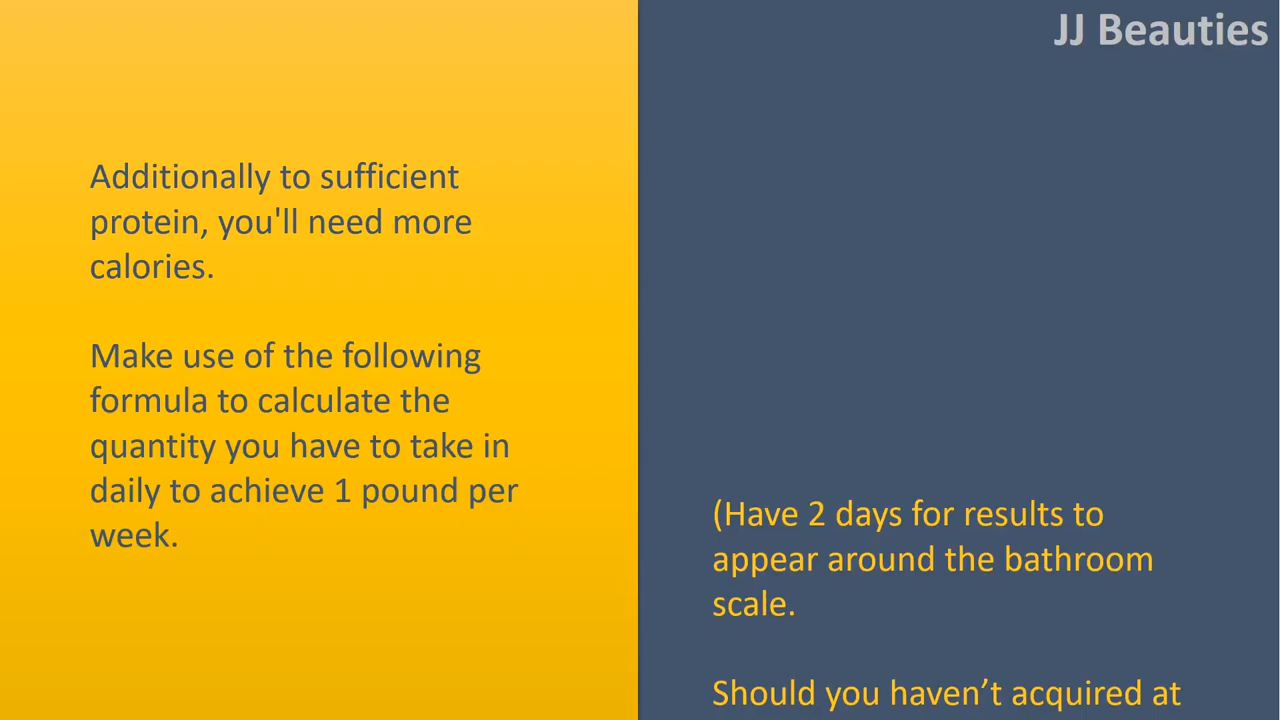 JJ Beauties
Additionally to sufficient
protein, you'll need more
calories.
Make use of the following
formula to calculate the
quantity you have to take in
daily to achieve 1 pound per
week.
(Have 2 days for results to
appear around the bathroom
scale.
Should you haven’t acquired at